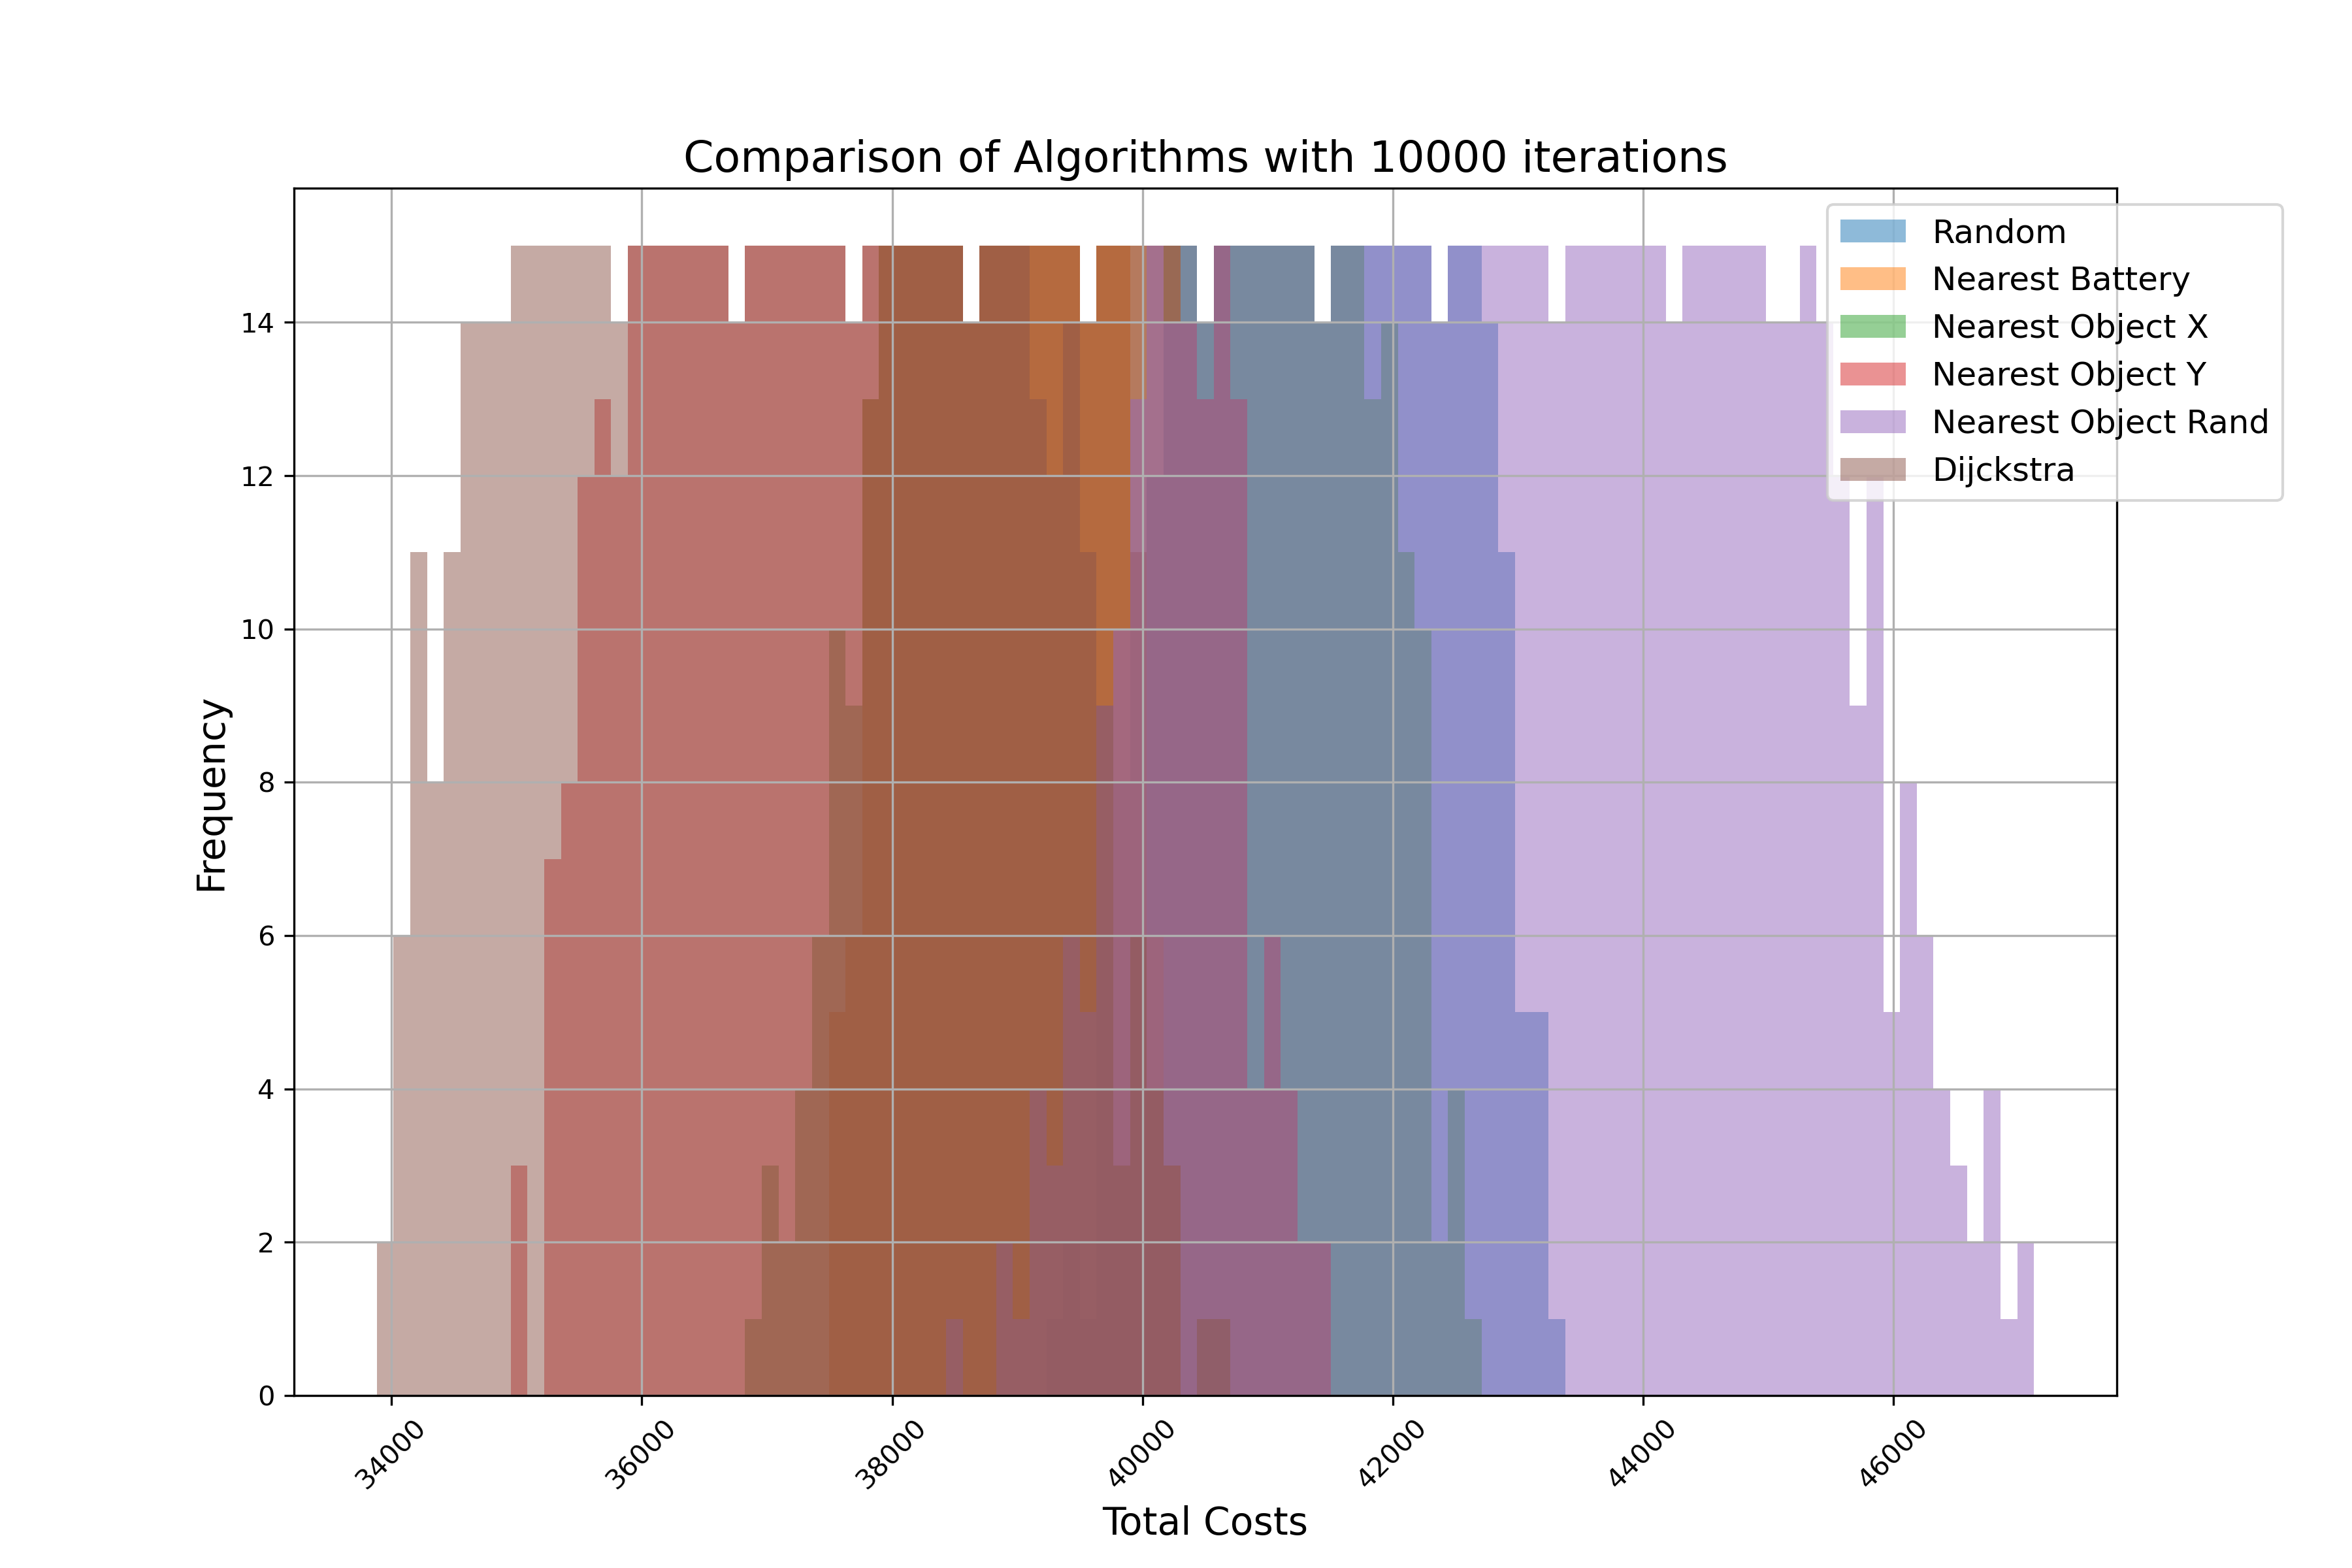 Comparison of Algorithms with 10000 iterations
Random
Nearest Battery
Nearest Object X
Nearest Object Y
Nearest Object Rand
Dijckstra
Frequency
14
12
10
8
6
4
2
0
34000
36000
38000
40000
42000
44000
46000
Total Costs